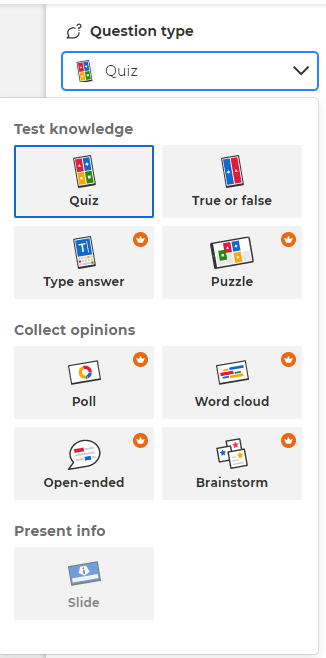 Question type
Quiz
Test knowledge
Quiz
True or false
Type answer
Puzzle
Collect opinions
Poll
Word cloud
Open-ended
Brainstorm
Present info
Slide